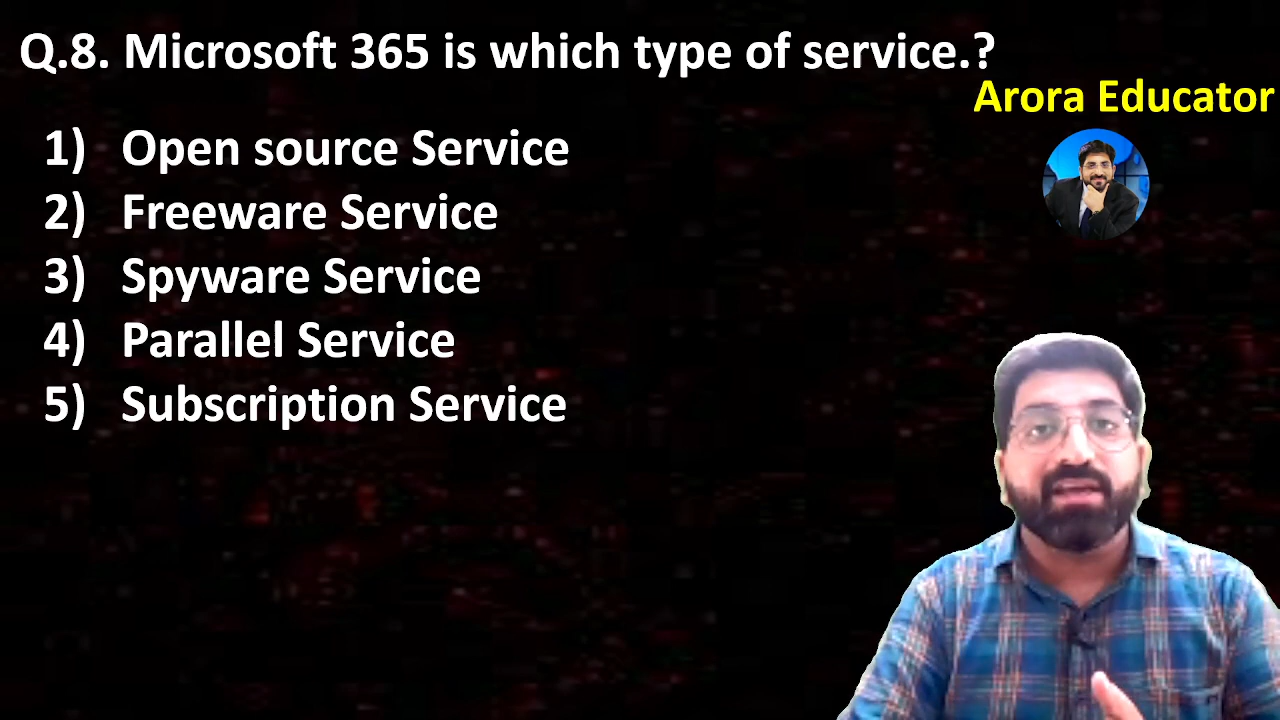 Q.8. Microsoft 365 is which type of service.?
Arora Educator
1) Open source Service
2) Freeware Service
3) Spyware Service
4) Parallel Service
5) Subscription Service